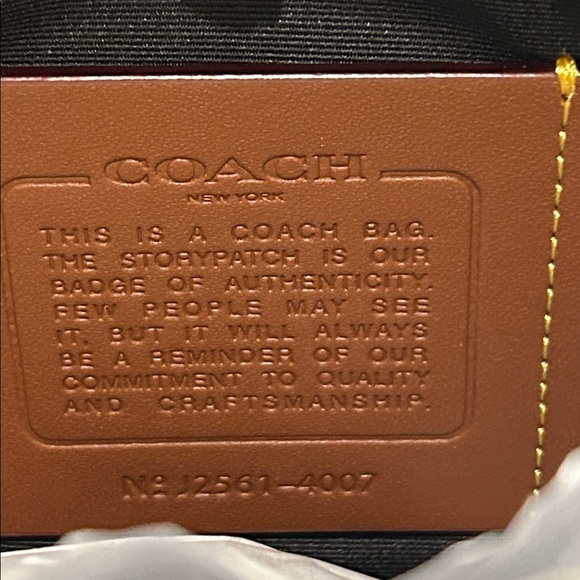 COACH
NEW YORK
THIS IS A COACH BAG.
THE STORYPATCH IS OUR
BADGE OF AUTHENTICITY.
FEW PEOPLE MAY SEE
IT, BUT IT WILL ALWAYS
BE A REMINDER OF OUR
COMMITMENT TO QUALITY
AND CRAFTSMANSHIP.
Nº J2561-4007